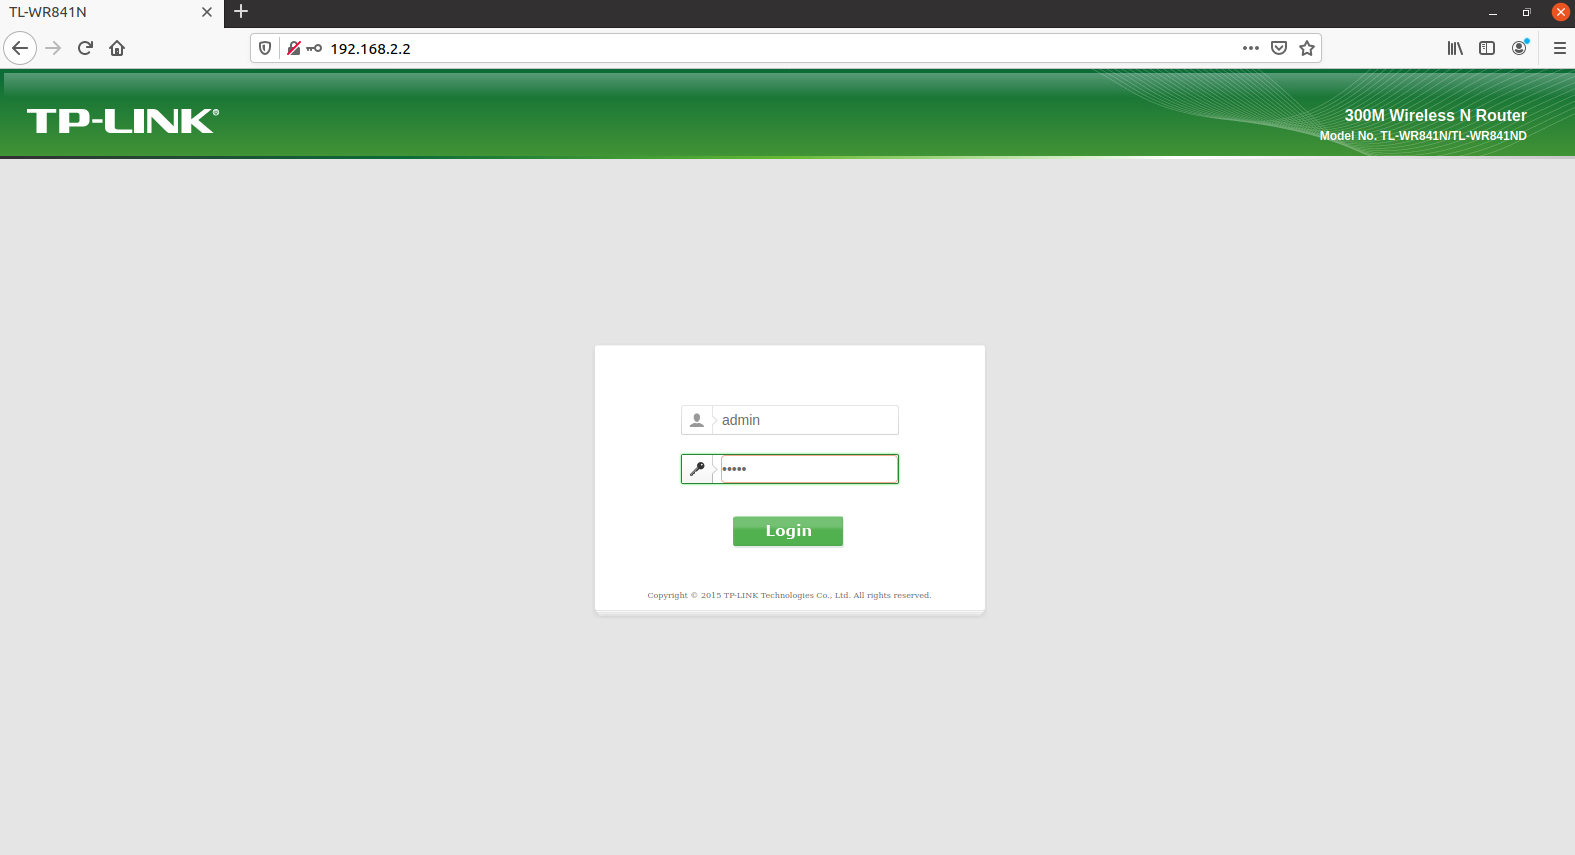 TL-WR841N
192.168.2.2
TP-LINK®
300M Wireless N Router
Model No. TL-WR841N/TL-WR841ND
admin
•••••
Login
Copyright © 2015 TP-LINK Technologies Co., Ltd. All rights reserved.